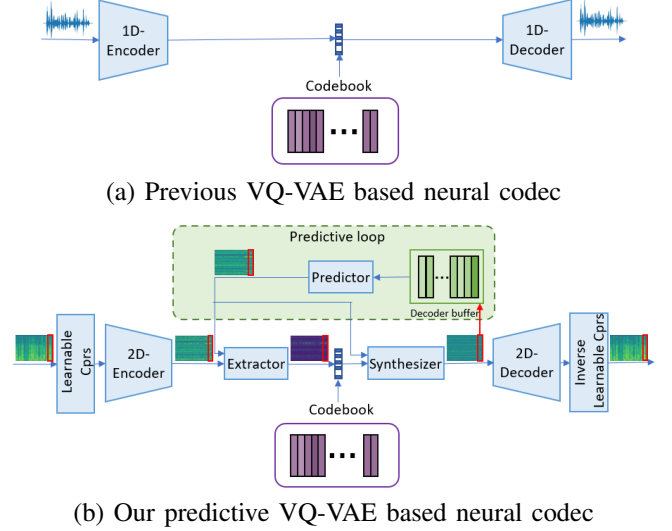 1D-
Encoder
1D-
Decoder
Codebook
...
(a) Previous VQ-VAE based neural codec
Predictive loop
Predictor
...
Decoder buffer
Learnable
Cprs
2D-
Encoder
Extractor
Synthesizer
2D-
Decoder
Inverse
Learnable Cprs
Codebook
...
(b) Our predictive VQ-VAE based neural codec